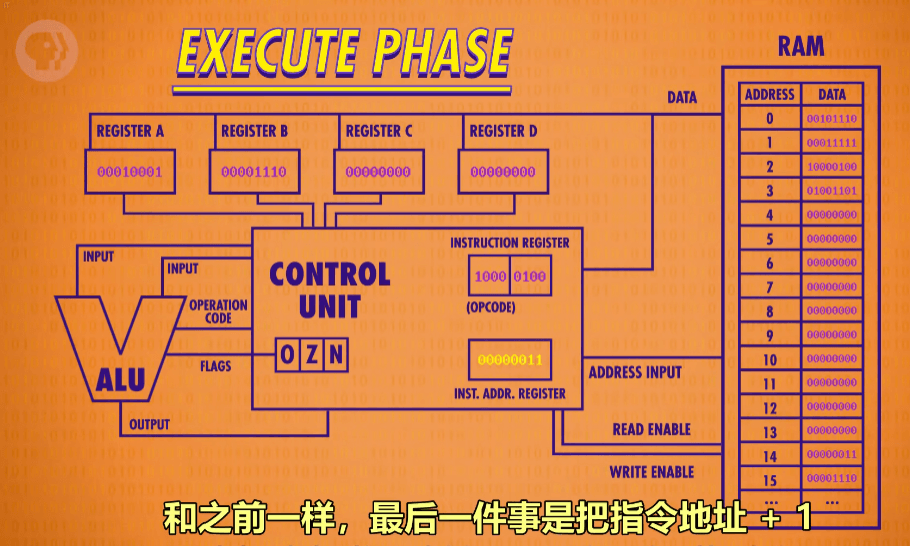 EXECUTE PHASE
RAM
DATA
ADDRESS DATA
0 00101110
1 00011111
2 10000100
3 01001101
4 00000000
5 00000000
6 00000000
7 00000000
8 00000000
9 00000000
10 00000000
11 00000000
12 00000000
13 00000000
14 00000011
15 00001110
... ...
REGISTER A
00010001
REGISTER B
00001110
REGISTER C
00000000
REGISTER D
00000000
INPUT
INPUT
OPERATION
CODE
FLAGS
ALU
OUTPUT
CONTROL
UNIT
O Z N
INSTRUCTION REGISTER
1000 0100
(OPCODE)
00000011
INST. ADDR. REGISTER
ADDRESS INPUT
READ ENABLE
WRITE ENABLE
和之前一样，最后一件事是把指令地址 + 1